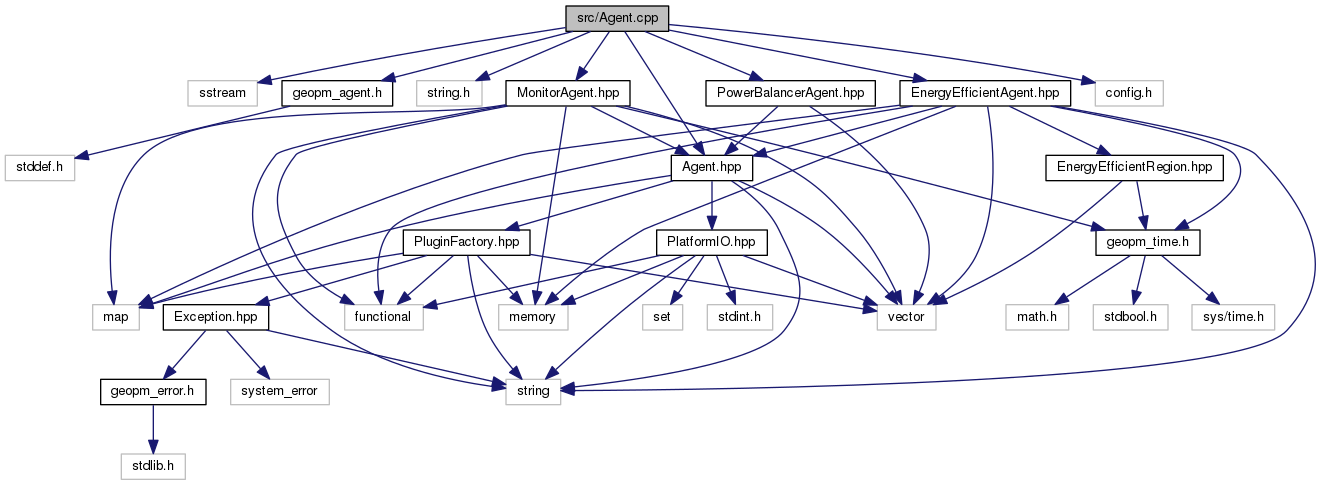 src/Agent.cpp
sstream
geopm_agent.h
string.h
MonitorAgent.hpp
PowerBalancerAgent.hpp
EnergyEfficientAgent.hpp
config.h
stddef.h
Agent.hpp
EnergyEfficientRegion.hpp
PluginFactory.hpp
PlatformIO.hpp
geopm_time.h
map
Exception.hpp
functional
memory
set
stdint.h
vector
math.h
stdbool.h
sys/time.h
geopm_error.h
system_error
string
stdlib.h